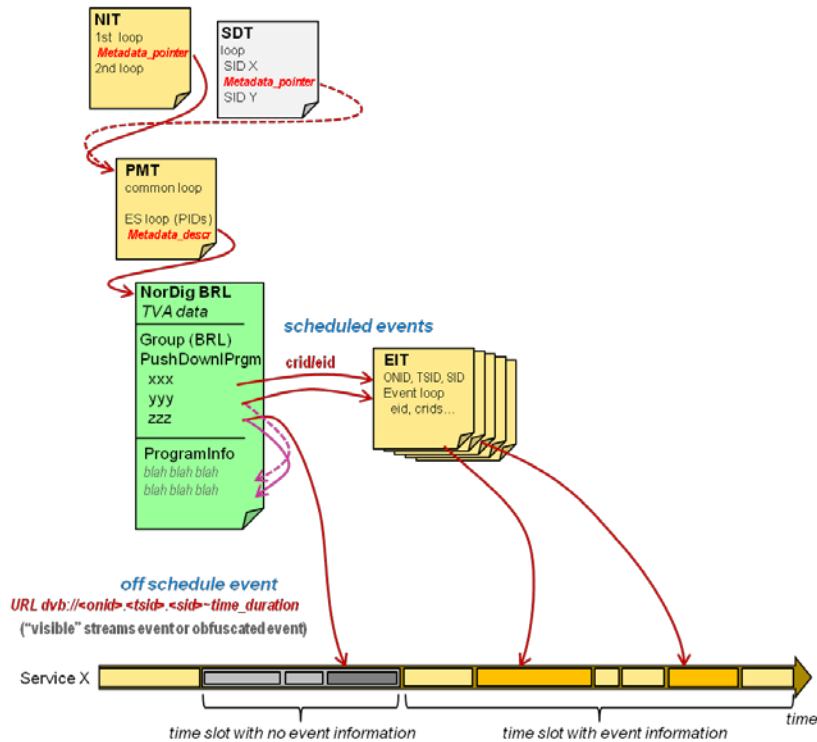 NIT
1st loop
Metadata_pointer
2nd loop
SDT
loop
SID X
Metadata_pointer
SID Y
PMT
common loop
ES loop (PIDs)
Metadata_descr
NorDig BRL
TVA data
Group (BRL)
PushDownlPrgm
xxx
yyy
zzz
ProgramInfo
blah blah blah
blah blah blah
scheduled events
crid/eid
EIT
ONID, TSID, SID
Event loop
eid, crids...
off schedule event
URL dvb://<onid>.<tsid>.<sid>~time_duration
("visible" streams event or obfuscated event)
Service X
time
time slot with no event information
time slot with event information